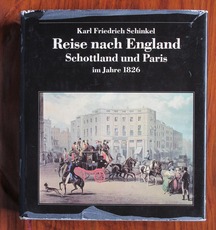 Karl Friedrich Schinkel
Reise nach England
Schottland und Paris
im Jahre 1826